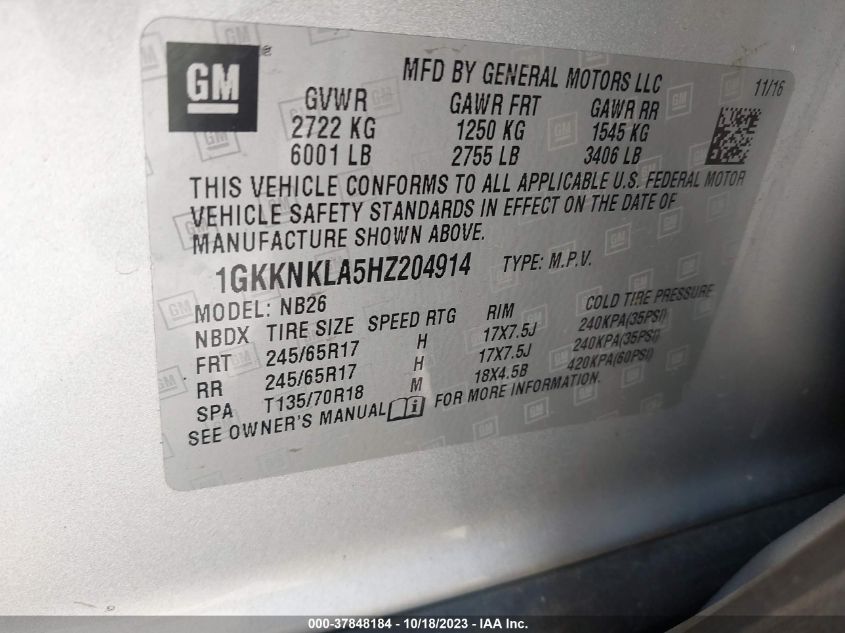 GM
MFD BY GENERAL MOTORS LLC
11/16
GVWR GAWR FRT GAWR RR
2722 KG 1250 KG 1545 KG
6001 LB 2755 LB 3406 LB
THIS VEHICLE CONFORMS TO ALL APPLICABLE U.S. FEDERAL MOTOR
VEHICLE SAFETY STANDARDS IN EFFECT ON THE DATE OF
MANUFACTURE SHOWN ABOVE.
1GKKNKLA5HZ204914 TYPE: M.P.V.
MODEL: NB26
NBDX TIRE SIZE SPEED RTG RIM COLD TIRE PRESSURE
FRT 245/65R17 H 17X7.5J 240KPA(35PSI)
RR 245/65R17 H 17X7.5J 240KPA(35PSI)
SPA T135/70R18 M 18X4.5B 420KPA(60PSI)
SEE OWNER'S MANUAL i FOR MORE INFORMATION.
000-37848184 - 10/18/2023 - IAA Inc.